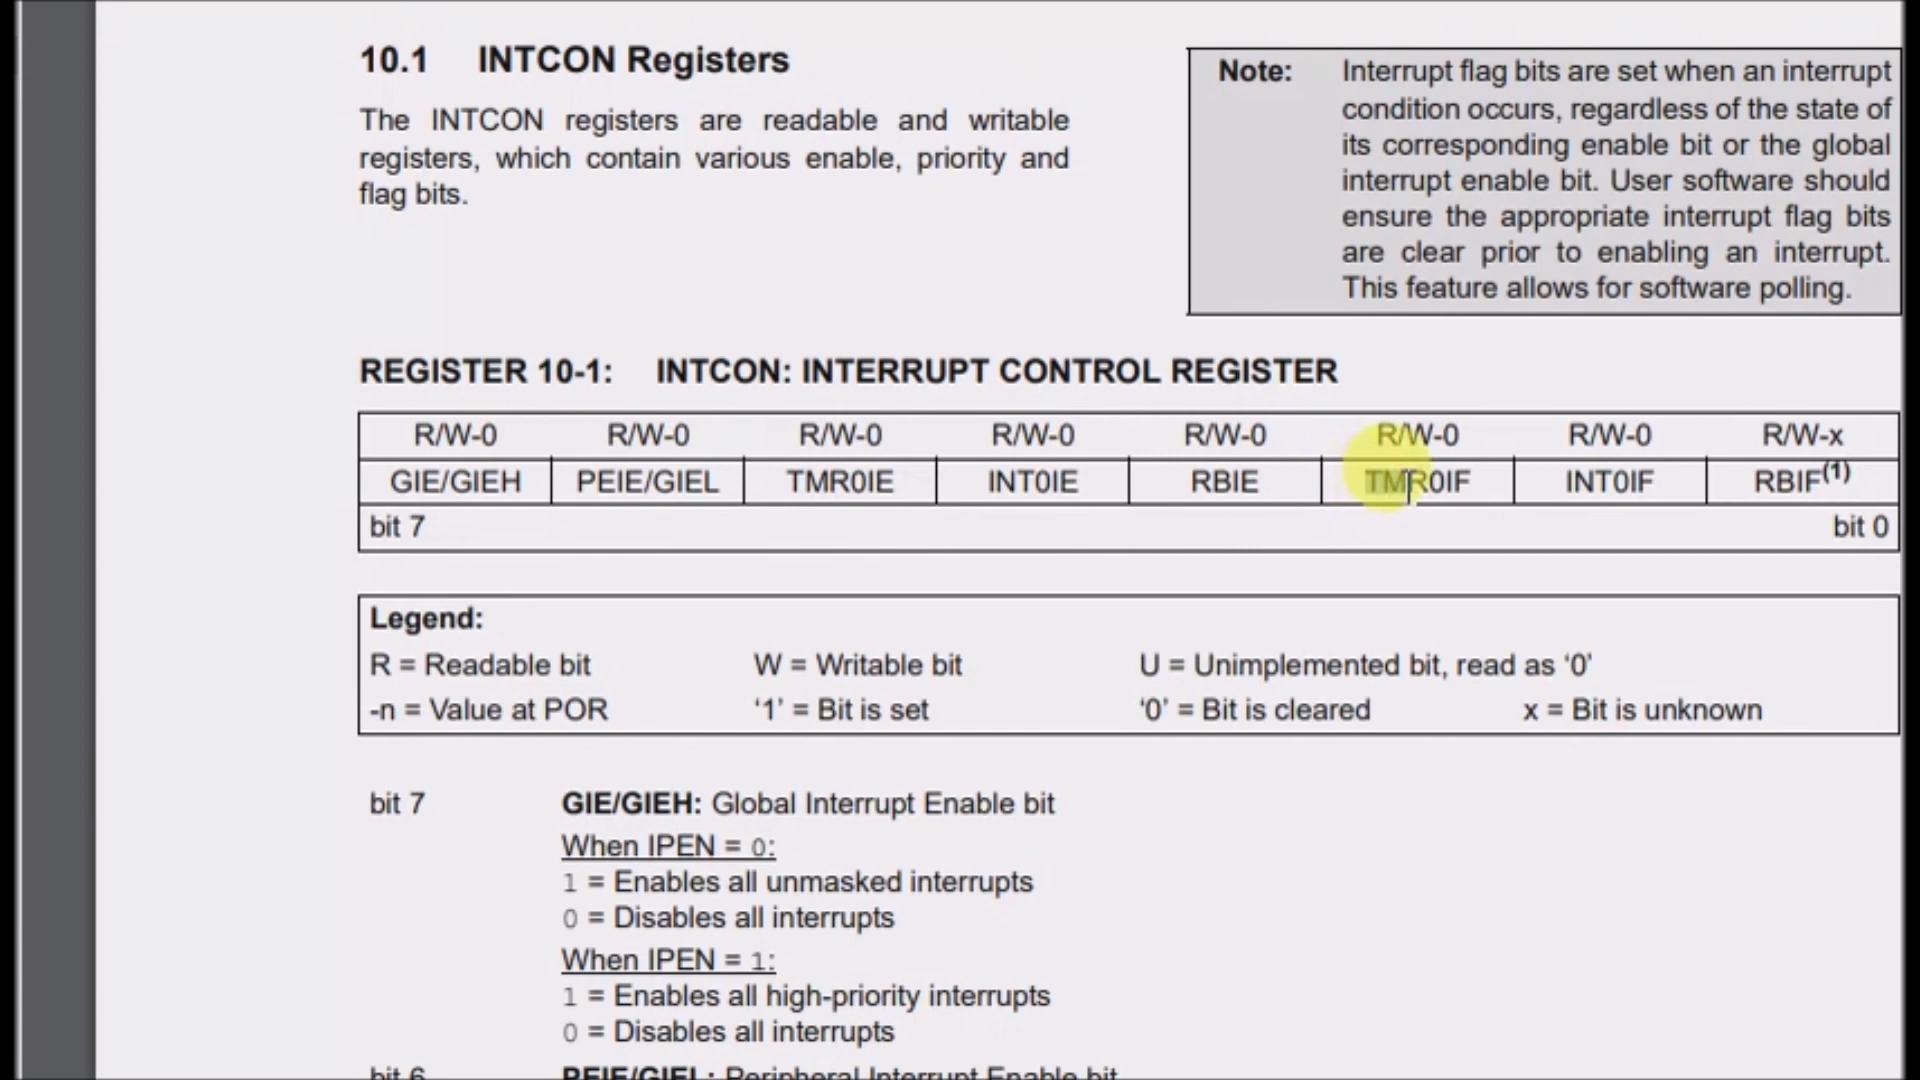 10.1 INTCON Registers
The INTCON registers are readable and writable
registers, which contain various enable, priority and
flag bits.
Note: Interrupt flag bits are set when an interrupt
condition occurs, regardless of the state of
its corresponding enable bit or the global
interrupt enable bit. User software should
ensure the appropriate interrupt flag bits
are clear prior to enabling an interrupt.
This feature allows for software polling.
REGISTER 10-1: INTCON: INTERRUPT CONTROL REGISTER
R/W-0 R/W-0 R/W-0 R/W-0 R/W-0 R/W-0 R/W-0 R/W-x
GIE/GIEH PEIE/GIEL TMR0IE INT0IE RBIE TMR0IF INT0IF RBIF(1)
bit 7 bit 0
Legend:
R = Readable bit W = Writable bit U = Unimplemented bit, read as ‘0’
-n = Value at POR ‘1’ = Bit is set ‘0’ = Bit is cleared x = Bit is unknown
bit 7 GIE/GIEH: Global Interrupt Enable bit
When IPEN = 0:
1 = Enables all unmasked interrupts
0 = Disables all interrupts
When IPEN = 1:
1 = Enables all high-priority interrupts
0 = Disables all interrupts
bit 6 PEIE/GIEL: Peripheral Interrupt Enable bit